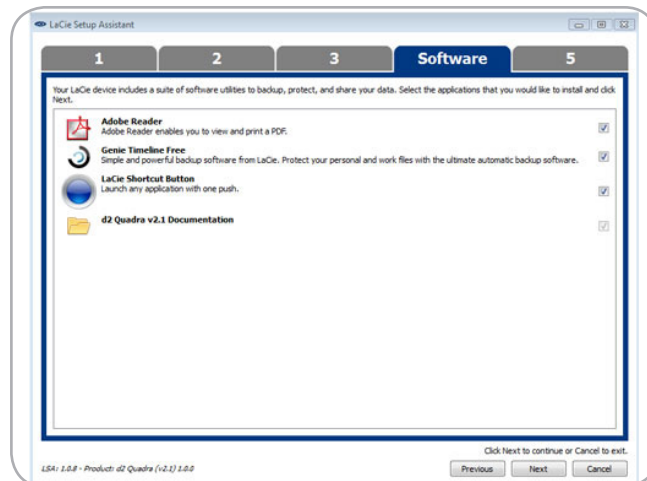 LaCie Setup Assistant
1 2 3 Software 5
Your LaCie device includes a suite of software utilities to backup, protect, and share your data. Select the applications that you would like to install and click
Next.
Adobe Reader
Adobe Reader enables you to view and print a PDF.
Genie Timeline Free
Simple and powerful backup software from LaCie. Protect your personal and work files with the ultimate automatic backup software.
LaCie Shortcut Button
Launch any application with one push.
d2 Quadra v2.1 Documentation
Click Next to continue or Cancel to exit.
LSA: 1.0.8 - Product: d2 Quadra (v2.1) 1.0.0
Previous Next Cancel